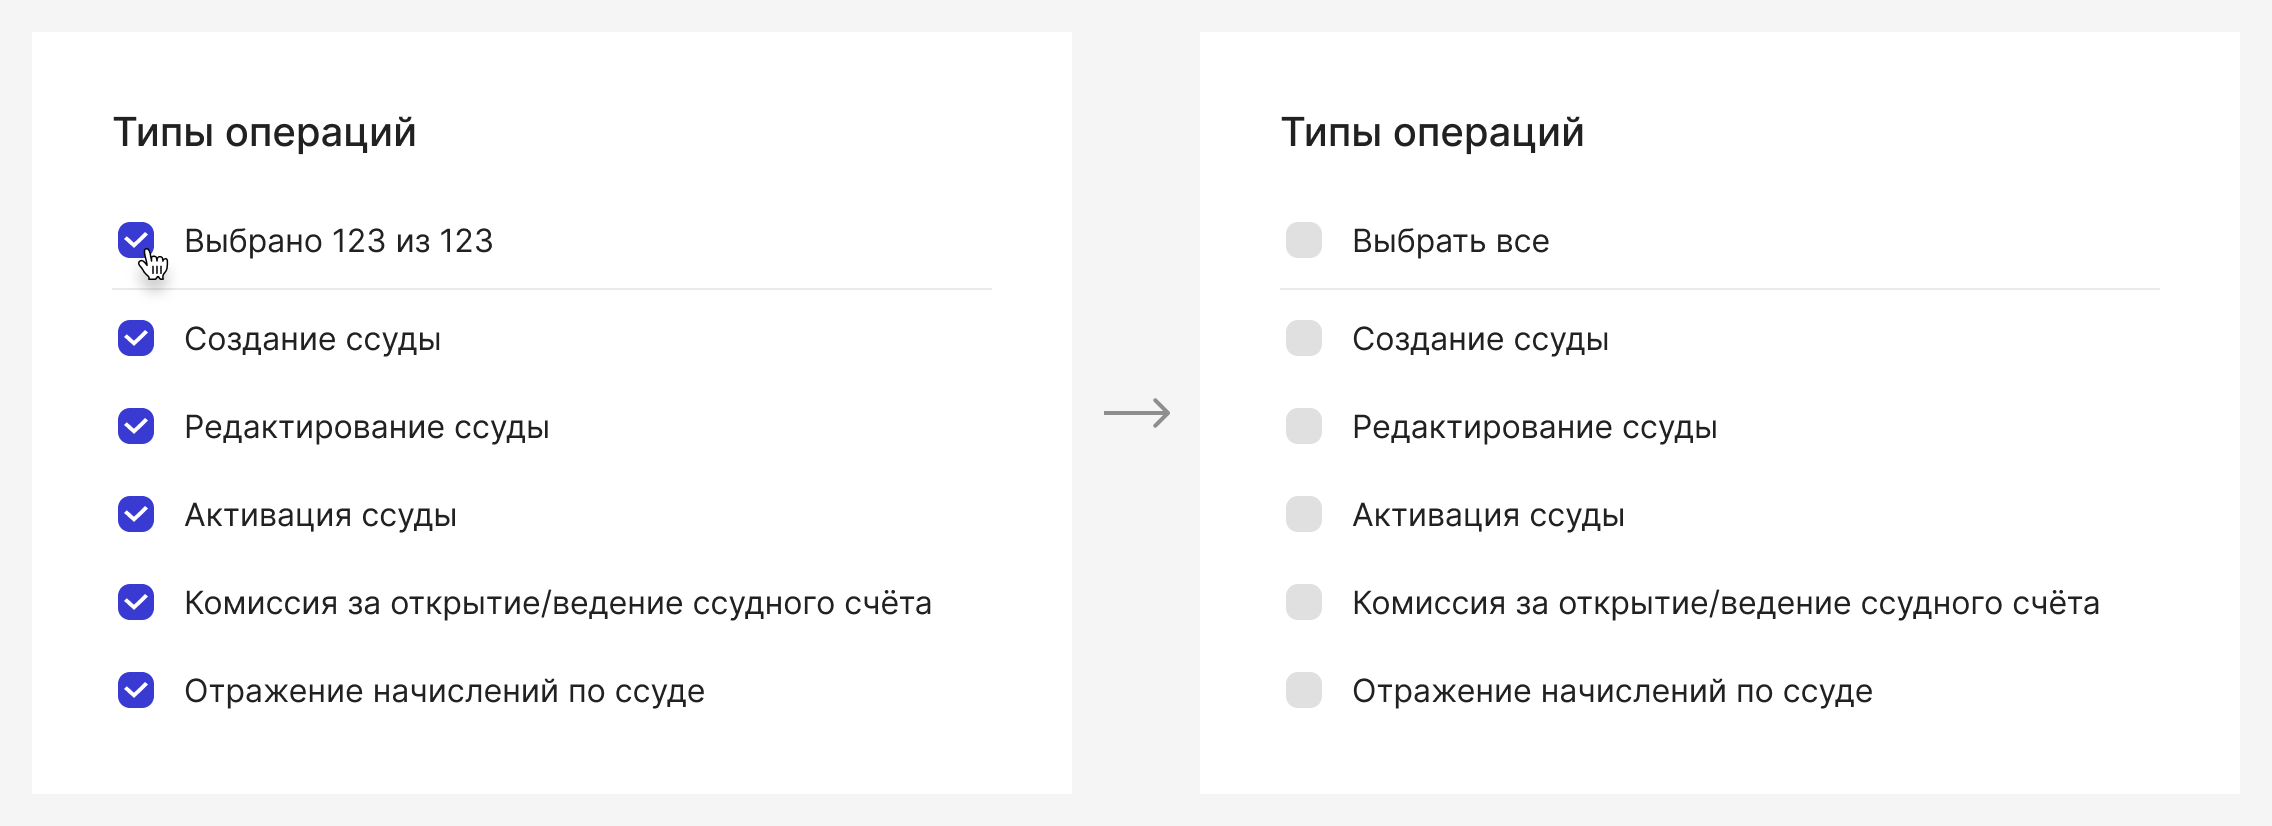 Типы операций
Выбрано 123 из 123
Создание ссуды
Редактирование ссуды
Активация ссуды
Комиссия за открытие/ведение ссудного счёта
Отражение начислений по ссуде
Типы операций
Выбрать все
Создание ссуды
Редактирование ссуды
Активация ссуды
Комиссия за открытие/ведение ссудного счёта
Отражение начислений по ссуде